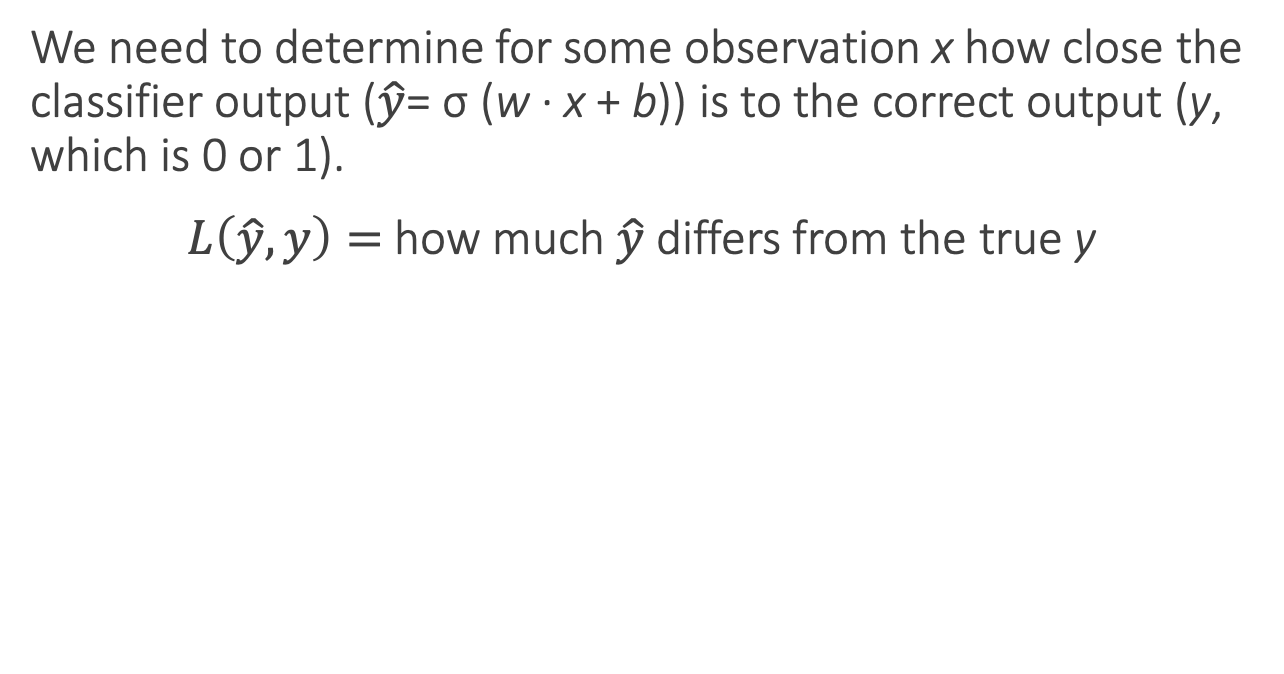 We need to determine for some observation x how close the
classifier output (ŷ= σ (w · x + b)) is to the correct output (y,
which is 0 or 1).
L(ŷ, y) = how much ŷ differs from the true y